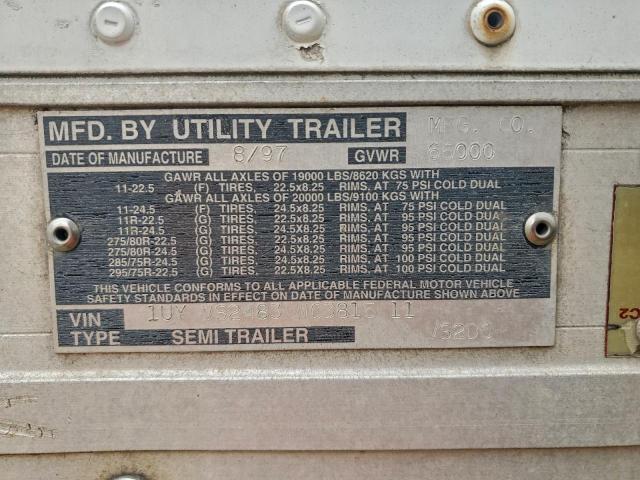 MFD. BY UTILITY TRAILER MFG. CO.
DATE OF MANUFACTURE 8/97 GVWR 65000
GAWR ALL AXLES OF 19000 LBS/8620 KGS WITH
11-22.5 (F) TIRES, 22.5x8.25 RIMS, AT 75 PSI COLD DUAL
GAWR ALL AXLES OF 20000 LBS/9100 KGS WITH
11-24.5 (F) TIRES, 24.5x8.25 RIMS, AT 75 PSI COLD DUAL
11R-22.5 (G) TIRES, 22.5x8.25 RIMS, AT 95 PSI COLD DUAL
11R-24.5 (G) TIRES, 24.5x8.25 RIMS, AT 95 PSI COLD DUAL
275/80R-22.5 (G) TIRES, 22.5x8.25 RIMS, AT 95 PSI COLD DUAL
275/80R-24.5 (G) TIRES, 24.5x8.25 RIMS, AT 95 PSI COLD DUAL
285/75R-24.5 (G) TIRES, 24.5x8.25 RIMS, AT 100 PSI COLD DUAL
295/75R-22.5 (G) TIRES, 22.5x8.25 RIMS, AT 100 PSI COLD DUAL
THIS VEHICLE CONFORMS TO ALL APPLICABLE FEDERAL MOTOR VEHICLE
SAFETY STANDARDS IN EFFECT ON DATE OF MANUFACTURE SHOWN ABOVE
VIN 1UY 11
TYPE SEMI TRAILER
C2